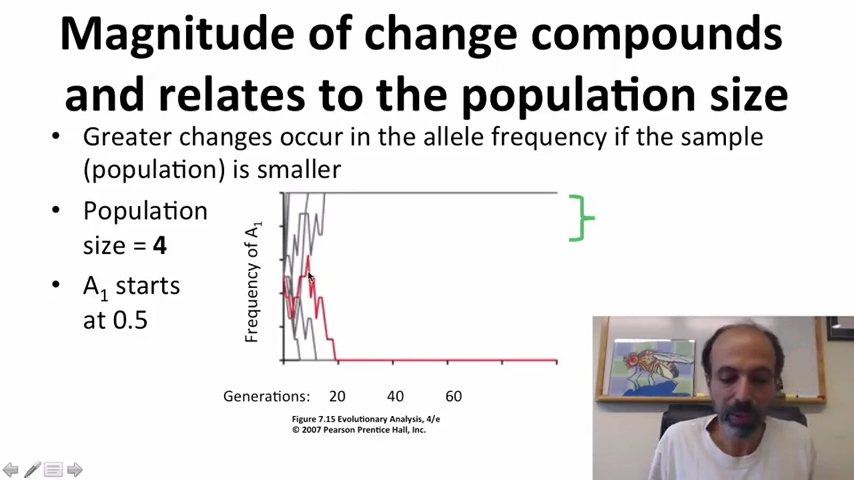 Magnitude of change compounds
and relates to the population size
• Greater changes occur in the allele frequency if the sample
(population) is smaller
• Population
size = 4
• A1 starts
at 0.5
Frequency of A1
Generations: 20 40 60
Figure 7.15 Evolutionary Analysis, 4/e
© 2007 Pearson Prentice Hall, Inc.